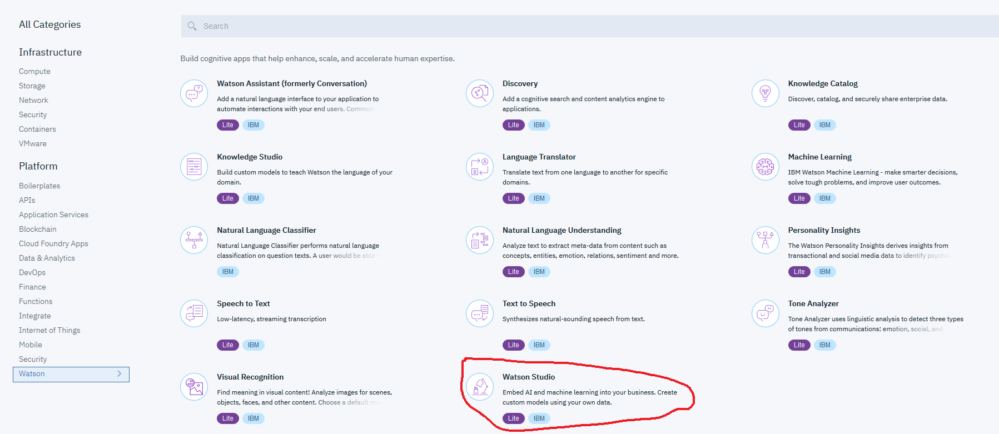 All Categories
Search
Infrastructure
Compute
Storage
Network
Security
Containers
VMware
Platform
Boilerplates
APIs
Application Services
Blockchain
Cloud Foundry Apps
Data & Analytics
DevOps
Finance
Functions
Integrate
Internet of Things
Mobile
Security
Watson
Build cognitive apps that help enhance, scale, and accelerate human expertise.
Watson Assistant (formerly Conversation)
Add a natural language interface to your application to
automate interactions with your end users. Common
Lite IBM
Discovery
Add a cognitive search and content analytics engine to
applications.
Lite IBM
Knowledge Catalog
Discover, catalog, and securely share enterprise data.
Lite IBM
Knowledge Studio
Build custom models to teach Watson the language of your
domain.
Lite IBM
Language Translator
Translate text from one language to another for specific
domains.
Lite IBM
Machine Learning
IBM Watson Machine Learning - make smarter decisions,
solve tough problems, and improve user outcomes.
Lite IBM
Natural Language Classifier
Natural Language Classifier performs natural language
classification on question texts. A user would be able
IBM
Natural Language Understanding
Analyze text to extract meta-data from content such as
concepts, entities, emotion, relations, sentiment and more.
Lite IBM
Personality Insights
The Watson Personality Insights derives insights from
transactional and social media data to identify psycho
Lite IBM
Speech to Text
Low-latency, streaming transcription
Lite IBM
Text to Speech
Synthesizes natural-sounding speech from text.
Lite IBM
Tone Analyzer
Tone Analyzer uses linguistic analysis to detect three types
of tones from communications: emotion, social, and
Lite IBM
Visual Recognition
Find meaning in visual content! Analyze images for scenes,
objects, faces, and other content. Choose a default
Lite IBM
Watson Studio
Embed AI and machine learning into your business. Create
custom models using your own data.
Lite IBM